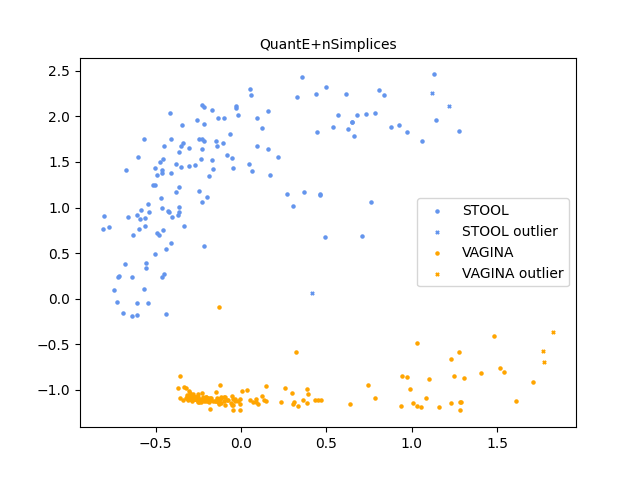 QuantE+nSimplices
2.5
2.0
1.5
1.0
0.5
0.0
−0.5
−1.0
STOOL
STOOL outlier
VAGINA
VAGINA outlier
−0.5 0.0 0.5 1.0 1.5